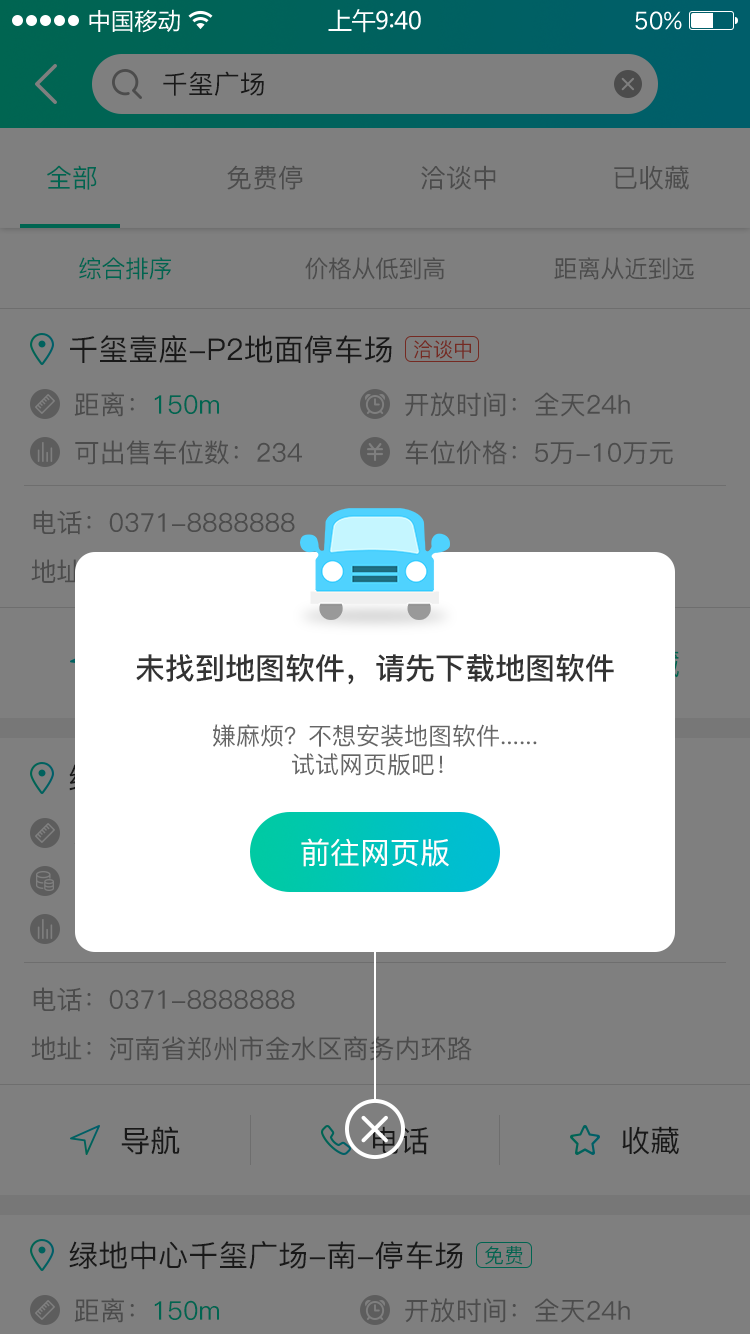 中国移动 上午9:40 50%
千玺广场
全部 免费停 洽谈中 已收藏
综合排序 价格从低到高 距离从近到远
千玺壹座-P2地面停车场 洽谈中
距离：150m 开放时间：全天24h
可出售车位数：234 车位价格：5万-10万元
电话：0371-8888888
地址
未找到地图软件，请先下载地图软件
嫌麻烦？不想安装地图软件......
试试网页版吧！
前往网页版
电话：0371-8888888
地址：河南省郑州市金水区商务内环路
导航 电话 收藏
绿地中心千玺广场-南-停车场 免费
距离：150m 开放时间：全天24h